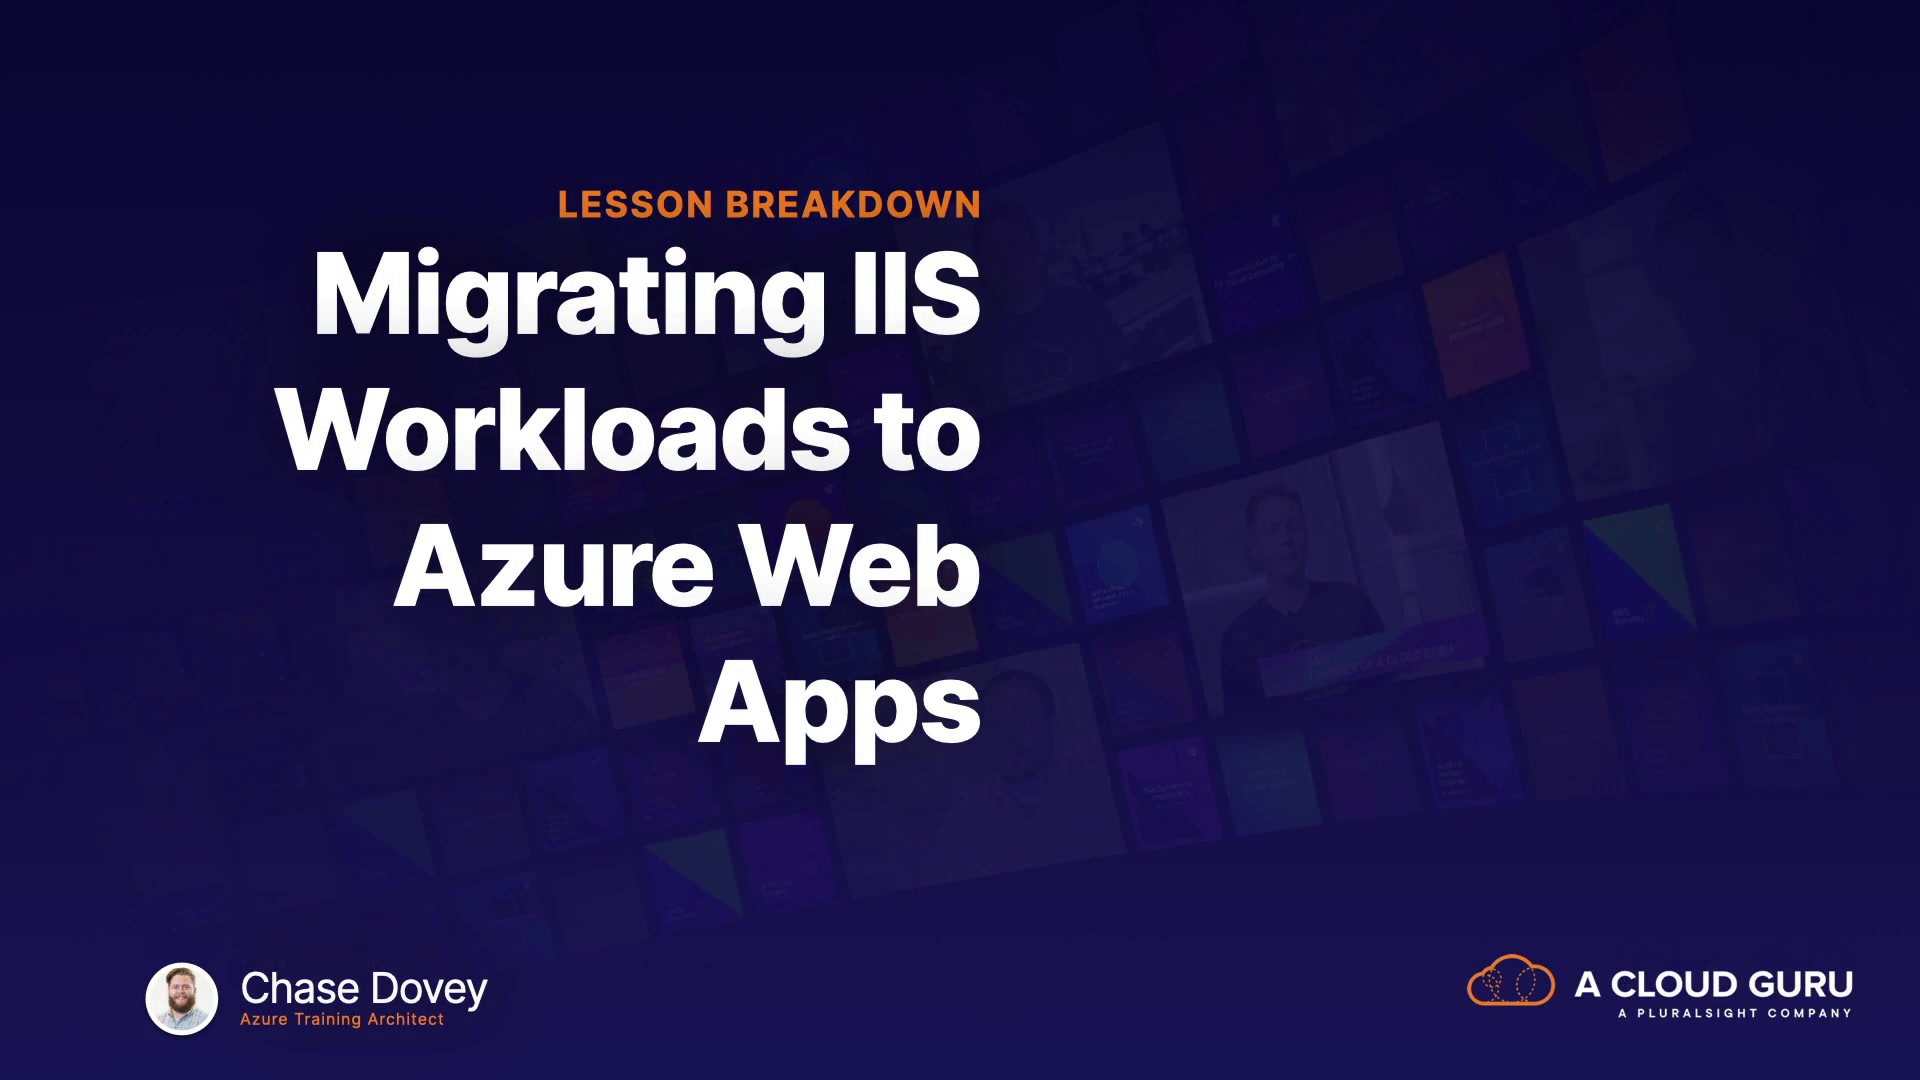 LESSON BREAKDOWN
Migrating IIS
Workloads to
Azure Web
Apps
Chase Dovey
Azure Training Architect
A CLOUD GURU
A PLURALSIGHT COMPANY